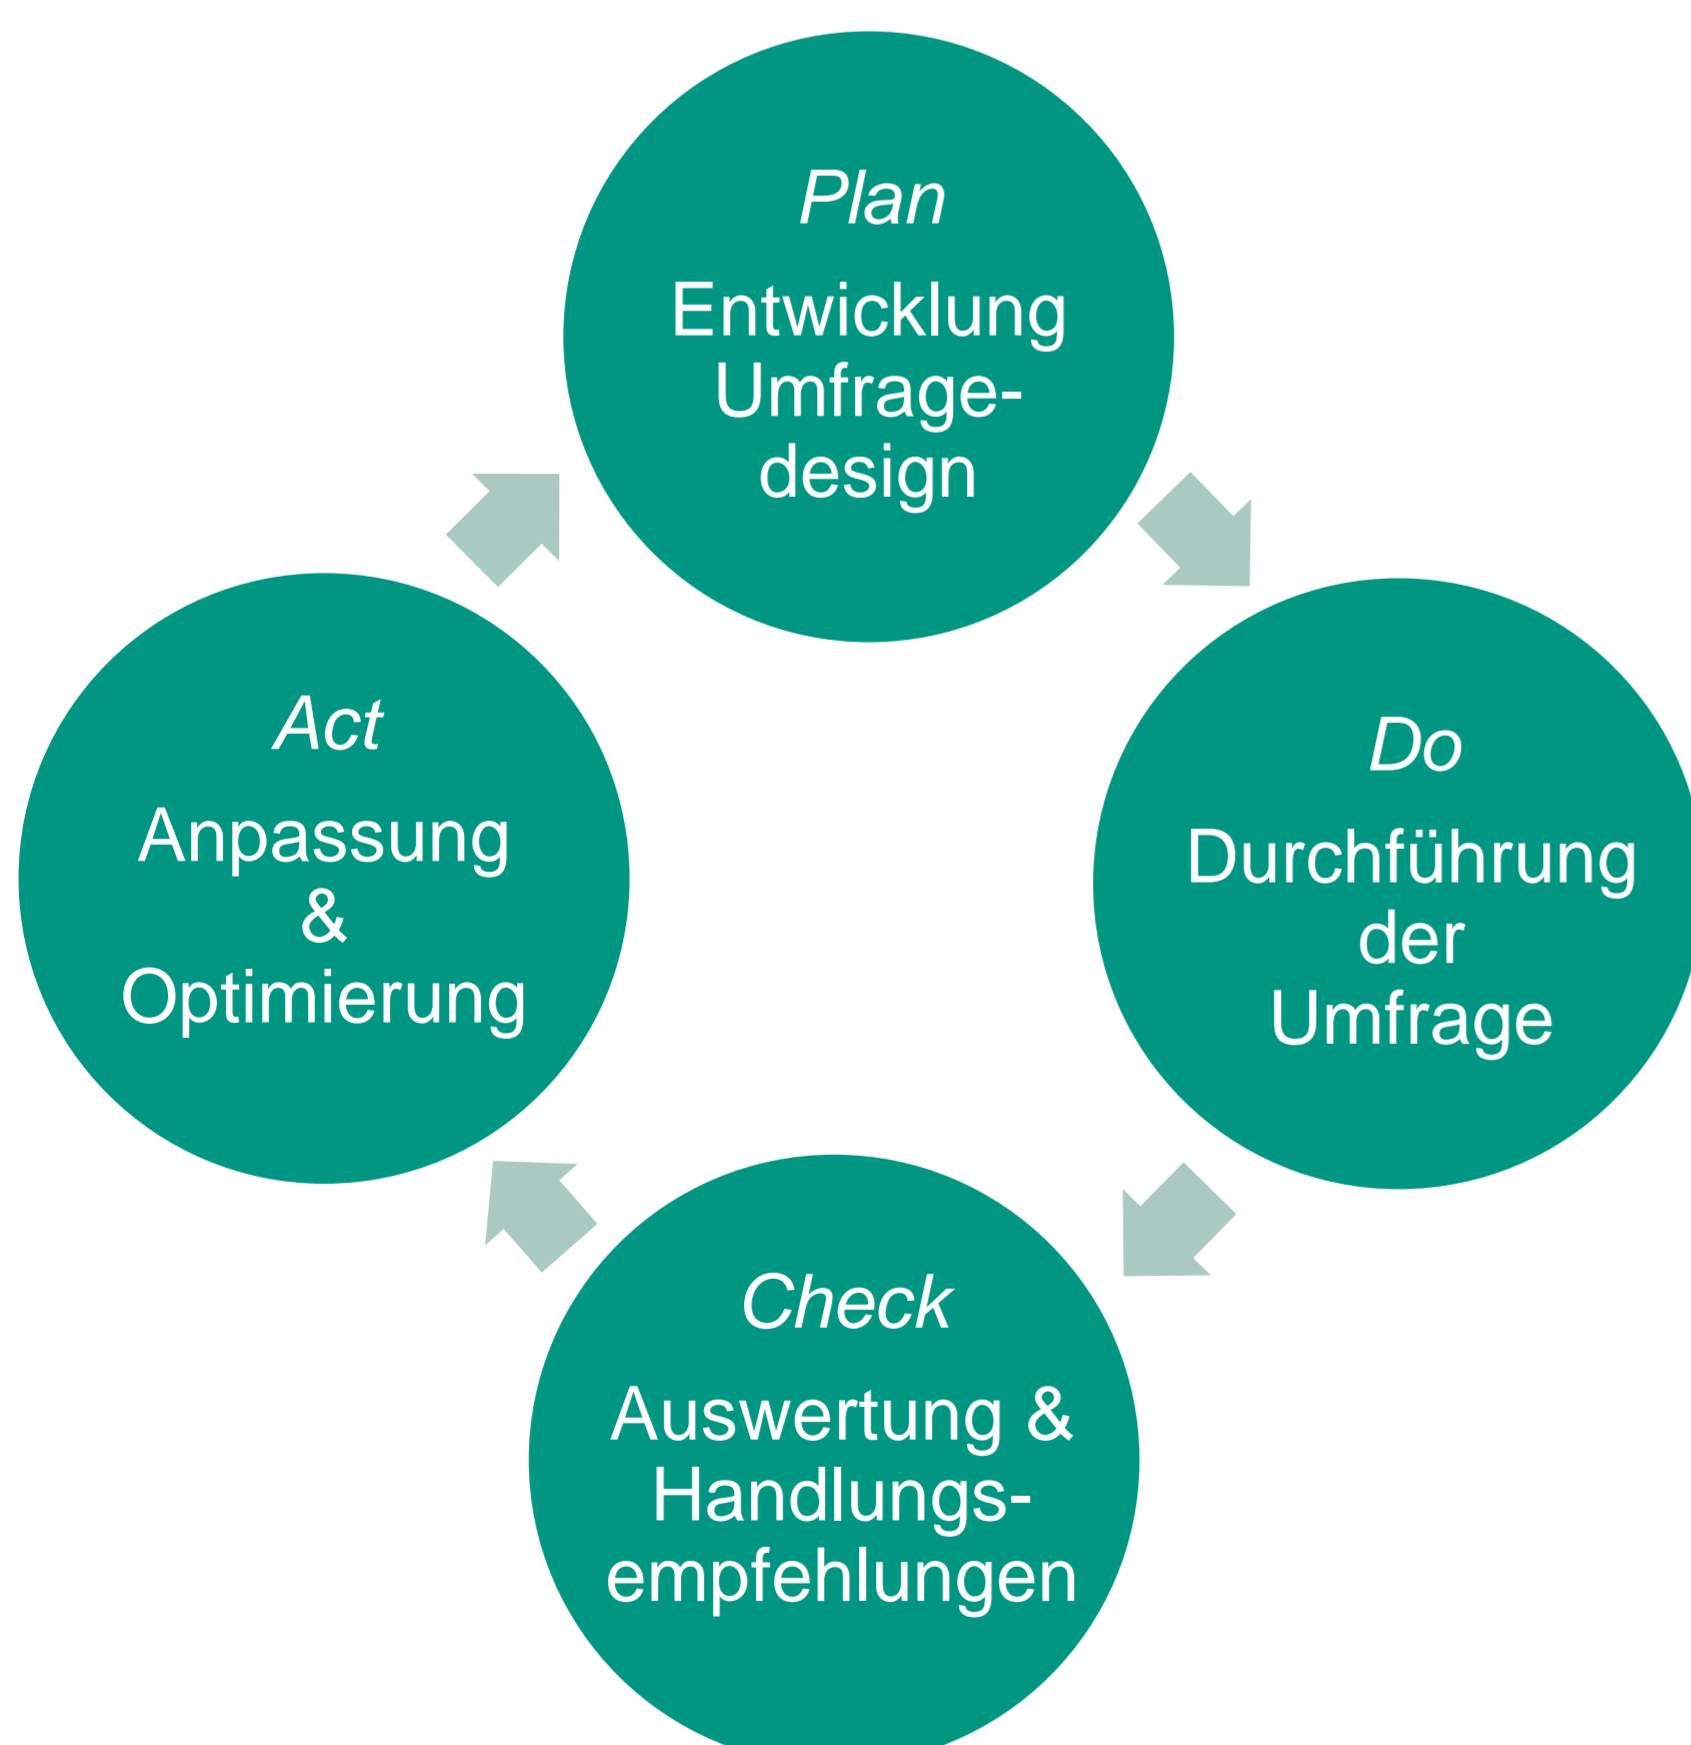 Plan
Entwicklung
Umfrage-
design
Do
Durchführung
der
Umfrage
Check
Auswertung &
Handlungs-
empfehlungen
Act
Anpassung
&
Optimierung